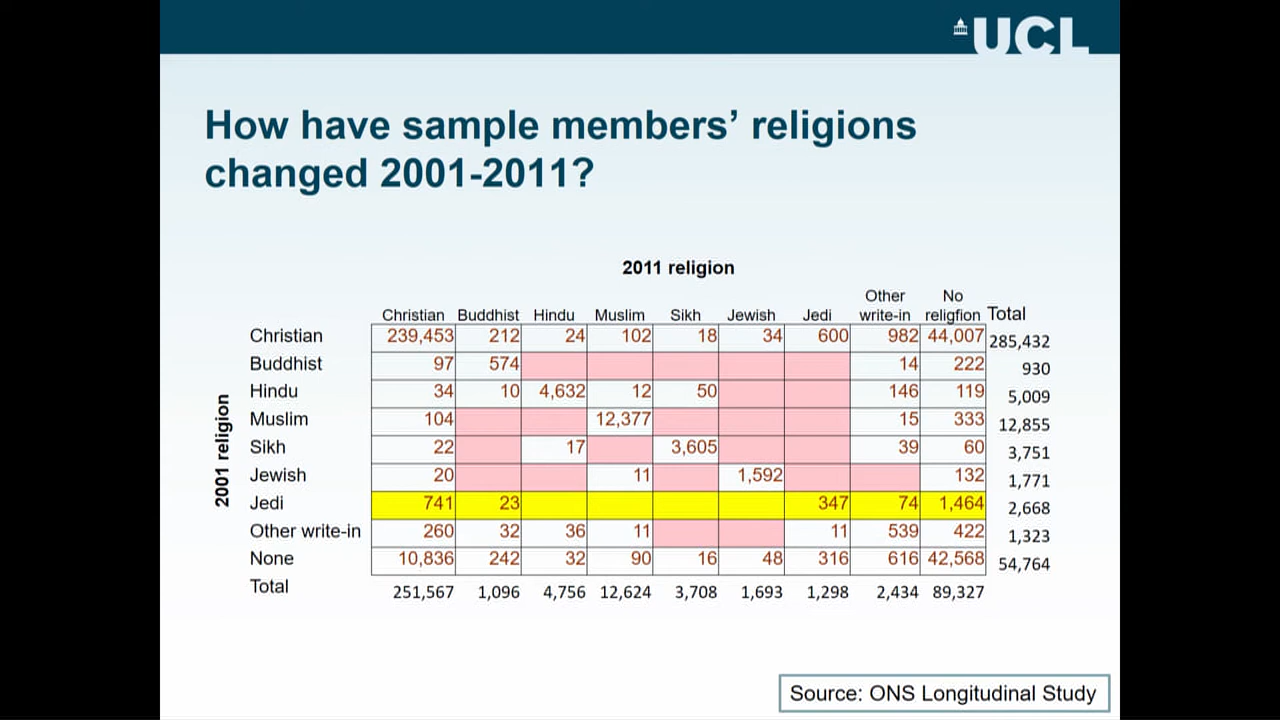 UCL
How have sample members’ religions
changed 2001-2011?
2011 religion
Other No
Christian Buddhist Hindu Muslim Sikh Jewish Jedi write-in religfion Total
2001 religion
Christian 239,453 212 24 102 18 34 600 982 44,007 285,432
Buddhist 97 574 14 222 930
Hindu 34 10 4,632 12 50 146 119 5,009
Muslim 104 12,377 15 333 12,855
Sikh 22 17 3,605 39 60 3,751
Jewish 20 11 1,592 132 1,771
Jedi 741 23 347 74 1,464 2,668
Other write-in 260 32 36 11 11 539 422 1,323
None 10,836 242 32 90 16 48 316 616 42,568 54,764
Total 251,567 1,096 4,756 12,624 3,708 1,693 1,298 2,434 89,327
Source: ONS Longitudinal Study